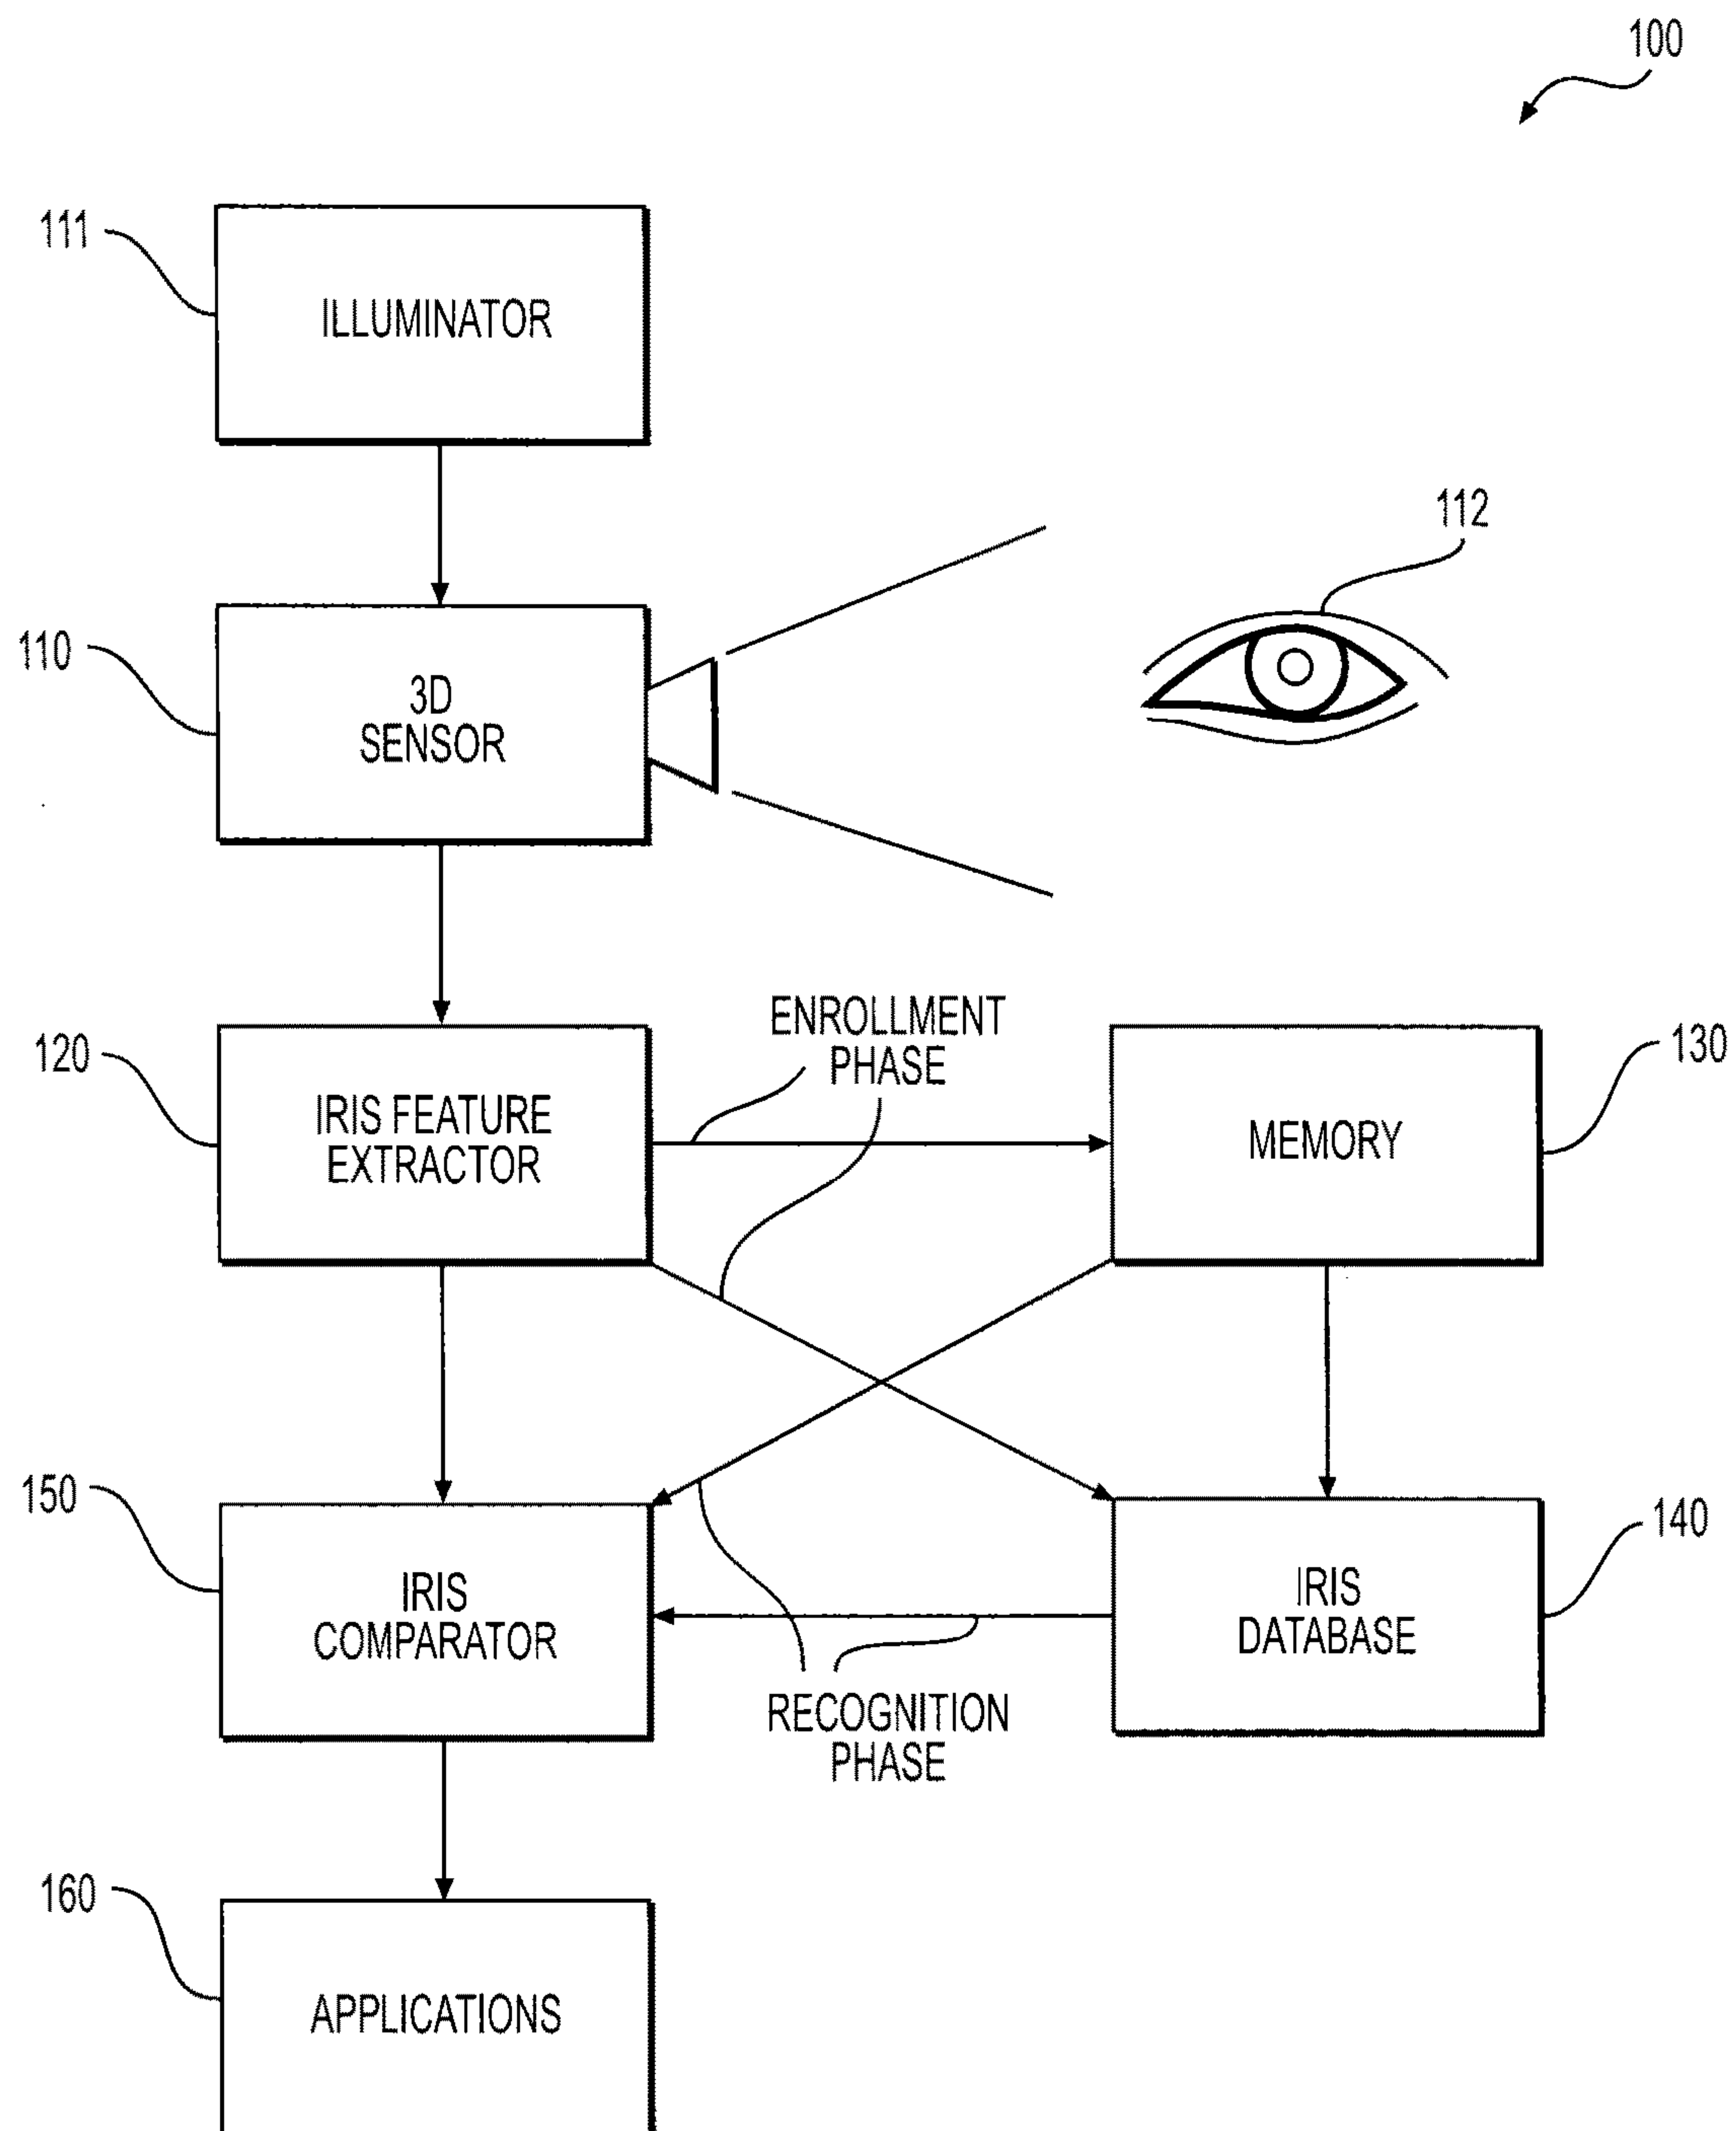 100
111
ILLUMINATOR
112
110
3D
SENSOR
ENROLLMENT
PHASE
120
IRIS FEATURE
EXTRACTOR
MEMORY
130
150
IRIS
COMPARATOR
IRIS
DATABASE
140
RECOGNITION
PHASE
160
APPLICATIONS